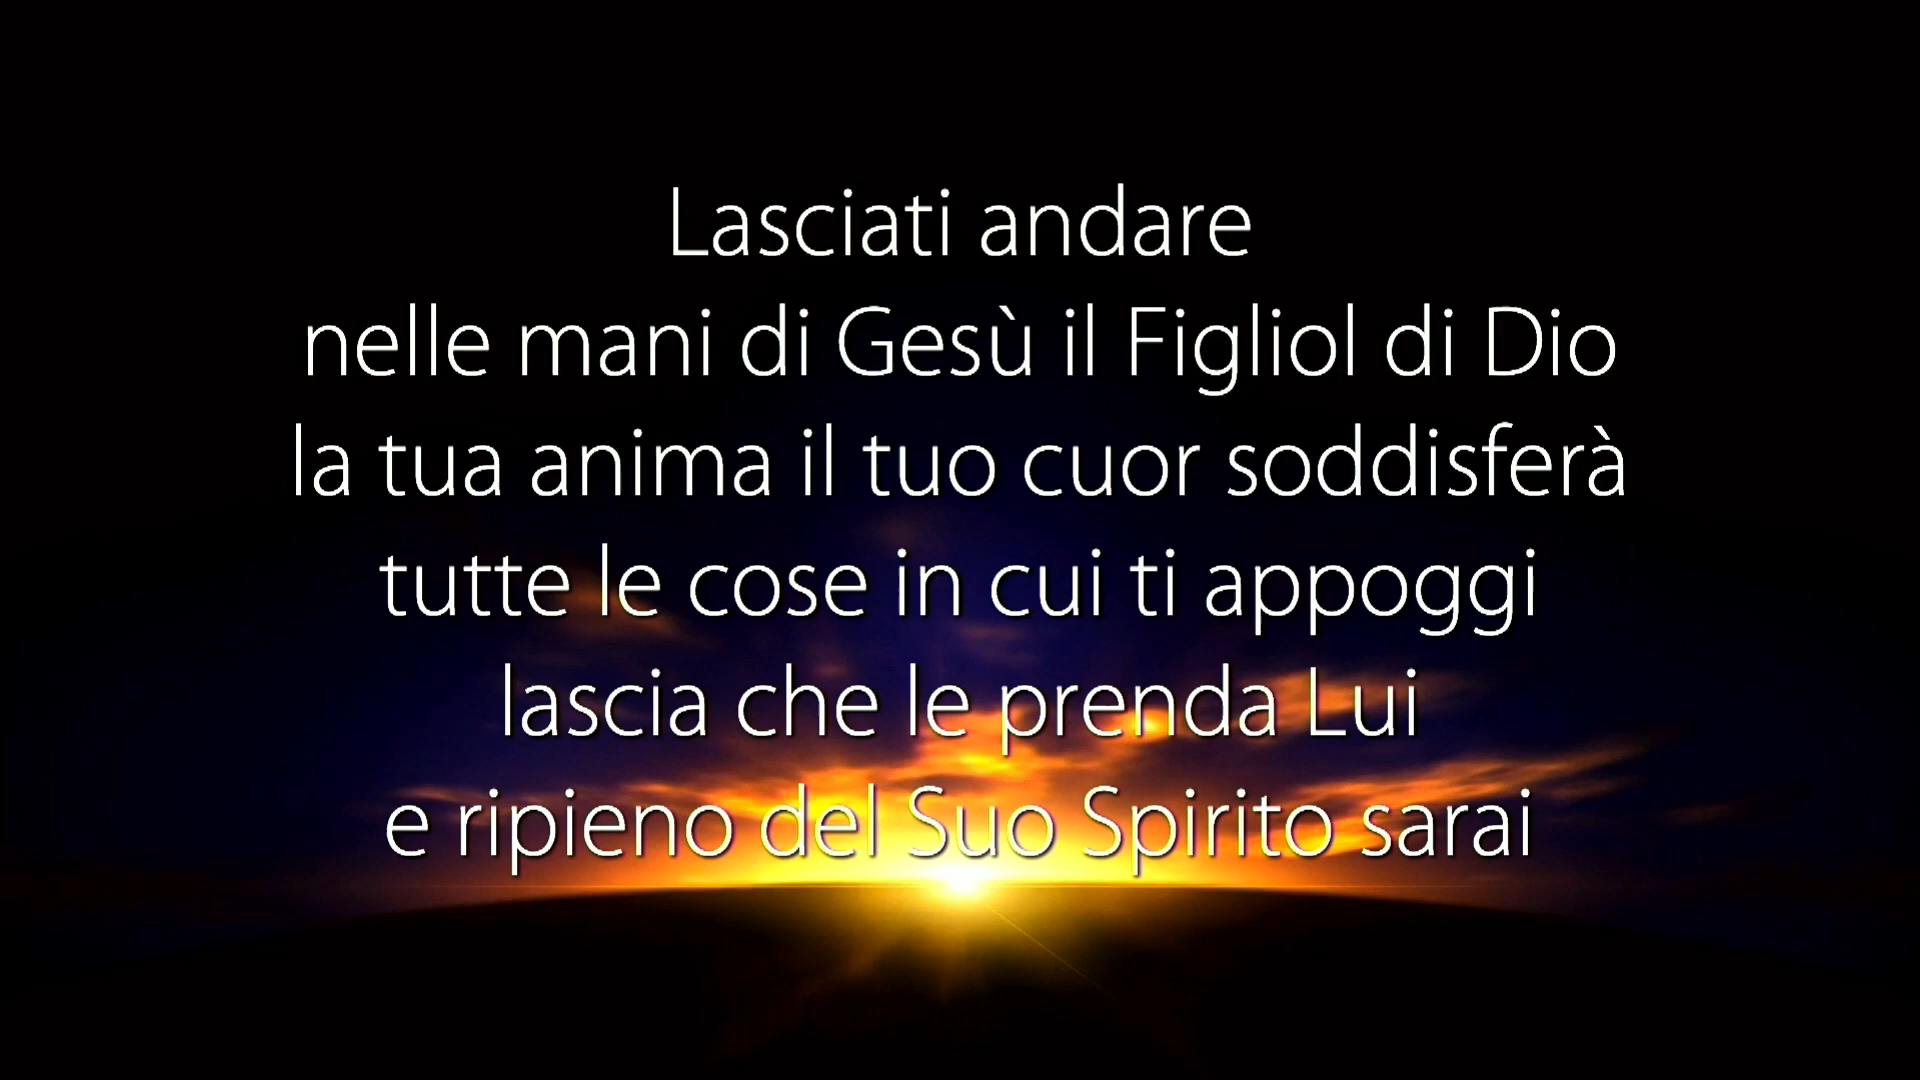 Lasciati andare
nelle mani di Gesù il Figliol di Dio
la tua anima il tuo cuor soddisferà
tutte le cose in cui ti appoggi
lascia che le prenda Lui
e ripieno del Suo Spirito sarai